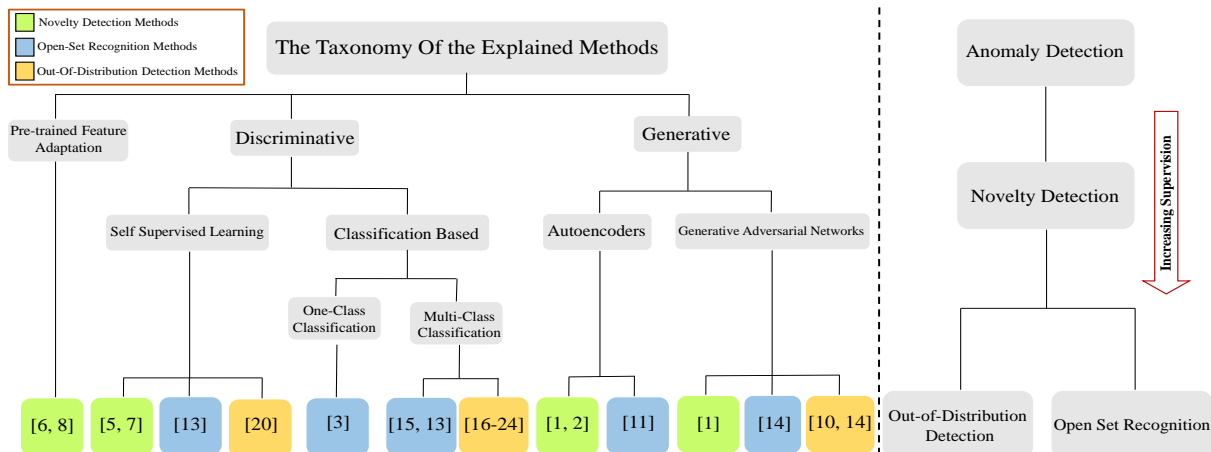 Novelty Detection Methods
Open-Set Recognition Methods
Out-Of-Distribution Detection Methods
The Taxonomy Of the Explained Methods
Pre-trained Feature
Adaptation
Discriminative
Generative
Self Supervised Learning
Classification Based
Autoencoders
Generative Adversarial Networks
One-Class
Classification
Multi-Class
Classification
[6, 8]
[5, 7]
[13]
[20]
[3]
[15, 13]
[16-24]
[1, 2]
[11]
[1]
[14]
[10, 14]
Anomaly Detection
Novelty Detection
Increasing Supervision
Out-of-Distribution
Detection
Open Set Recognition